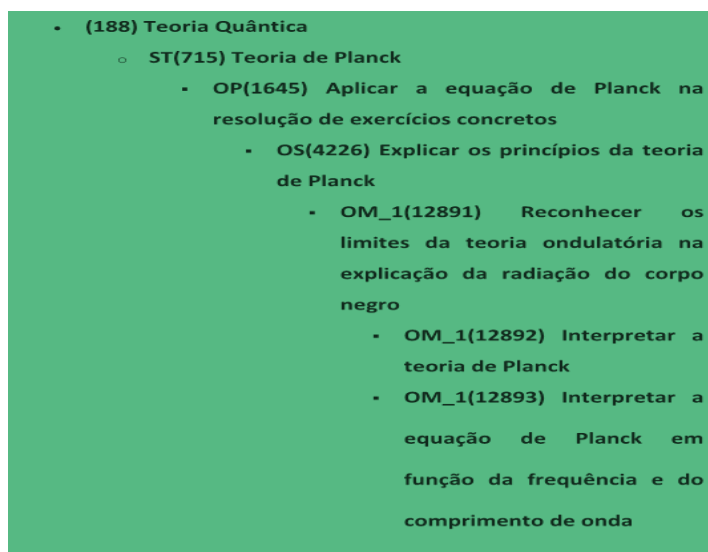 ▪ (188) Teoria Quântica
○ ST(715) Teoria de Planck
▪ OP(1645) Aplicar a equação de Planck na
resolução de exercícios concretos
▪ OS(4226) Explicar os princípios da teoria
de Planck
▪ OM_1(12891) Reconhecer os
limites da teoria ondulatória na
explicação da radiação do corpo
negro
▪ OM_1(12892) Interpretar a
teoria de Planck
▪ OM_1(12893) Interpretar a
equação de Planck em
função da frequência e do
comprimento de onda